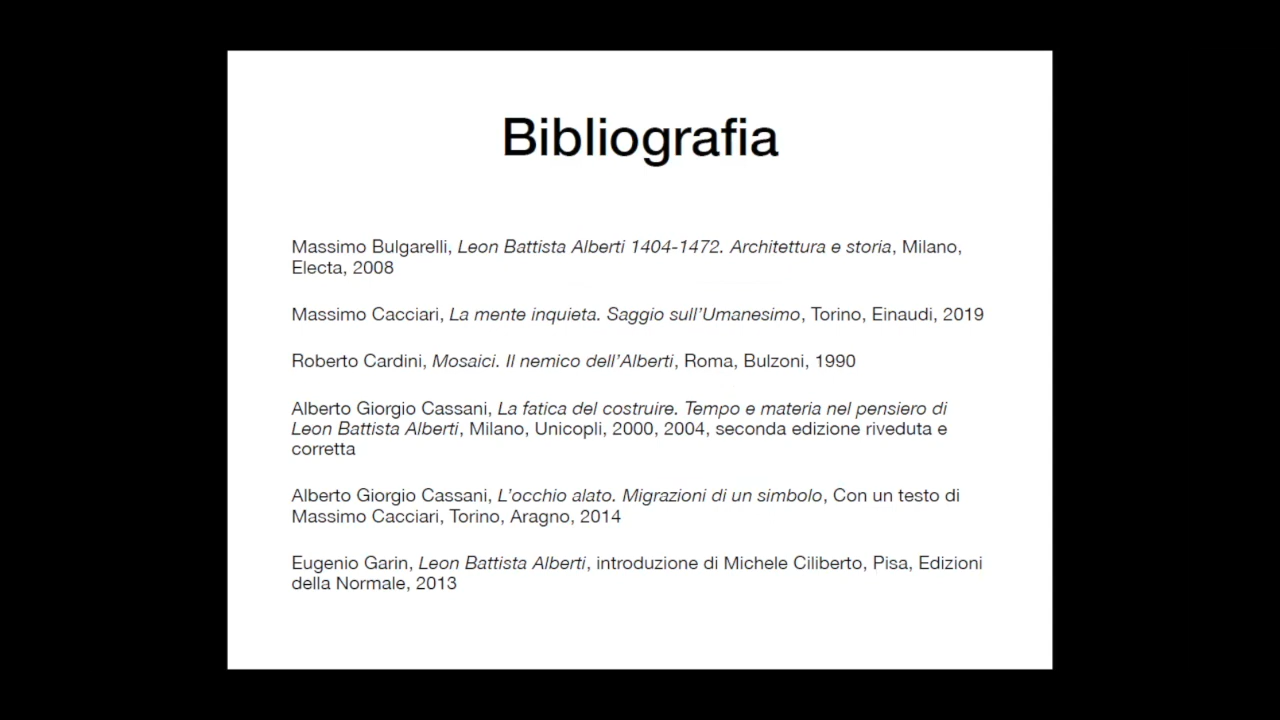 Bibliografia
Massimo Bulgarelli, Leon Battista Alberti 1404-1472. Architettura e storia, Milano,
Electa, 2008
Massimo Cacciari, La mente inquieta. Saggio sull’Umanesimo, Torino, Einaudi, 2019
Roberto Cardini, Mosaici. Il nemico dell’Alberti, Roma, Bulzoni, 1990
Alberto Giorgio Cassani, La fatica del costruire. Tempo e materia nel pensiero di
Leon Battista Alberti, Milano, Unicopli, 2000, 2004, seconda edizione riveduta e
corretta
Alberto Giorgio Cassani, L’occhio alato. Migrazioni di un simbolo, Con un testo di
Massimo Cacciari, Torino, Aragno, 2014
Eugenio Garin, Leon Battista Alberti, introduzione di Michele Ciliberto, Pisa, Edizioni
della Normale, 2013